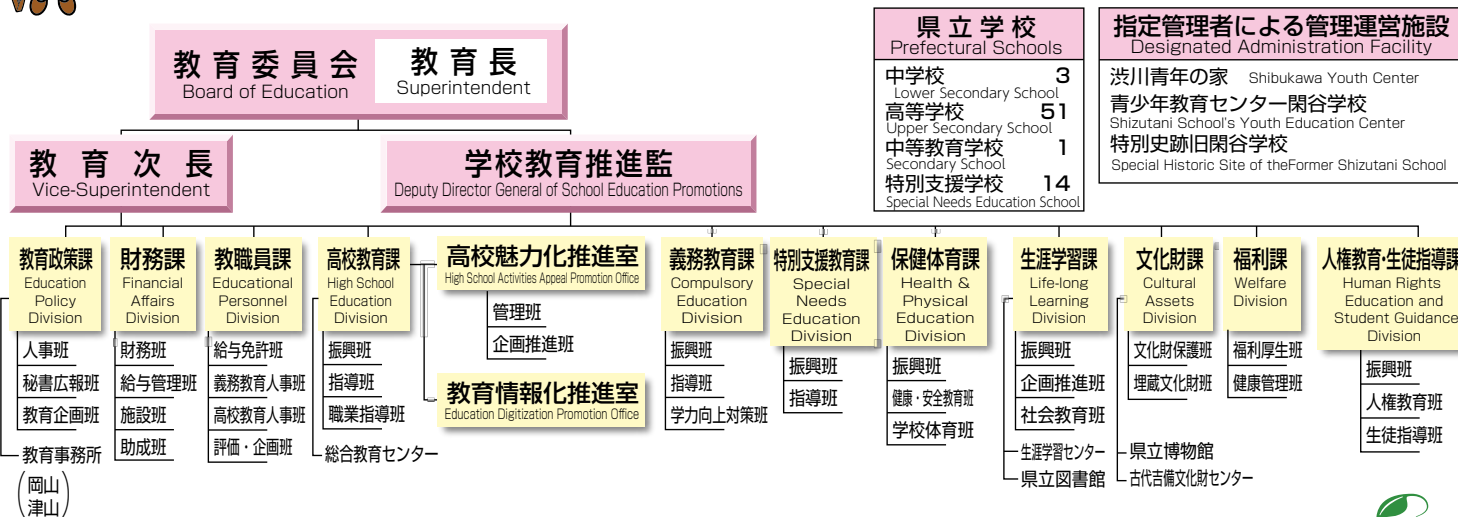 教育委員会
Board of Education
教育長
Superintendent
県立学校
Prefectural Schools
中学校 3
Lower Secondary School
高等学校 51
Upper Secondary School
中等教育学校 1
Secondary School
特別支援学校 14
Special Needs Education School
指定管理者による管理運営施設
Designated Administration Facility
渋川青年の家 Shibukawa Youth Center
青少年教育センター閑谷学校
Shizutani School's Youth Education Center
特別史跡旧閑谷学校
Special Historic Site of theFormer Shizutani School
教育次長
Vice-Superintendent
学校教育推進監
Deputy Director General of School Education Promotions
教育政策課
Education
Policy
Division
人事班
秘書広報班
教育企画班
教育事務所
(岡山
津山)
財務課
Financial
Affairs
Division
財務班
給与管理班
施設班
助成班
教職員課
Educational
Personnel
Division
給与免許班
義務教育人事班
高校教育人事班
評価・企画班
高校教育課
High School
Education
Division
振興班
指導班
職業指導班
総合教育センター
高校魅力化推進室
High School Activities Appeal Promotion Office
管理班
企画推進班
教育情報化推進室
Education Digitization Promotion Office
義務教育課
Compulsory
Education
Division
振興班
指導班
学力向上対策班
特別支援教育課
Special
Needs
Education
Division
振興班
指導班
保健体育課
Health &
Physical
Education
Division
振興班
健康・安全教育班
学校体育班
生涯学習課
Life-long
Learning
Division
振興班
企画推進班
社会教育班
生涯学習センター
県立図書館
文化財課
Cultural
Assets
Division
文化財保護班
埋蔵文化財班
県立博物館
古代吉備文化財センター
福利課
Welfare
Division
福利厚生班
健康管理班
人権教育・生徒指導課
Human Rights
Education and
Student Guidance
Division
振興班
人権教育班
生徒指導班